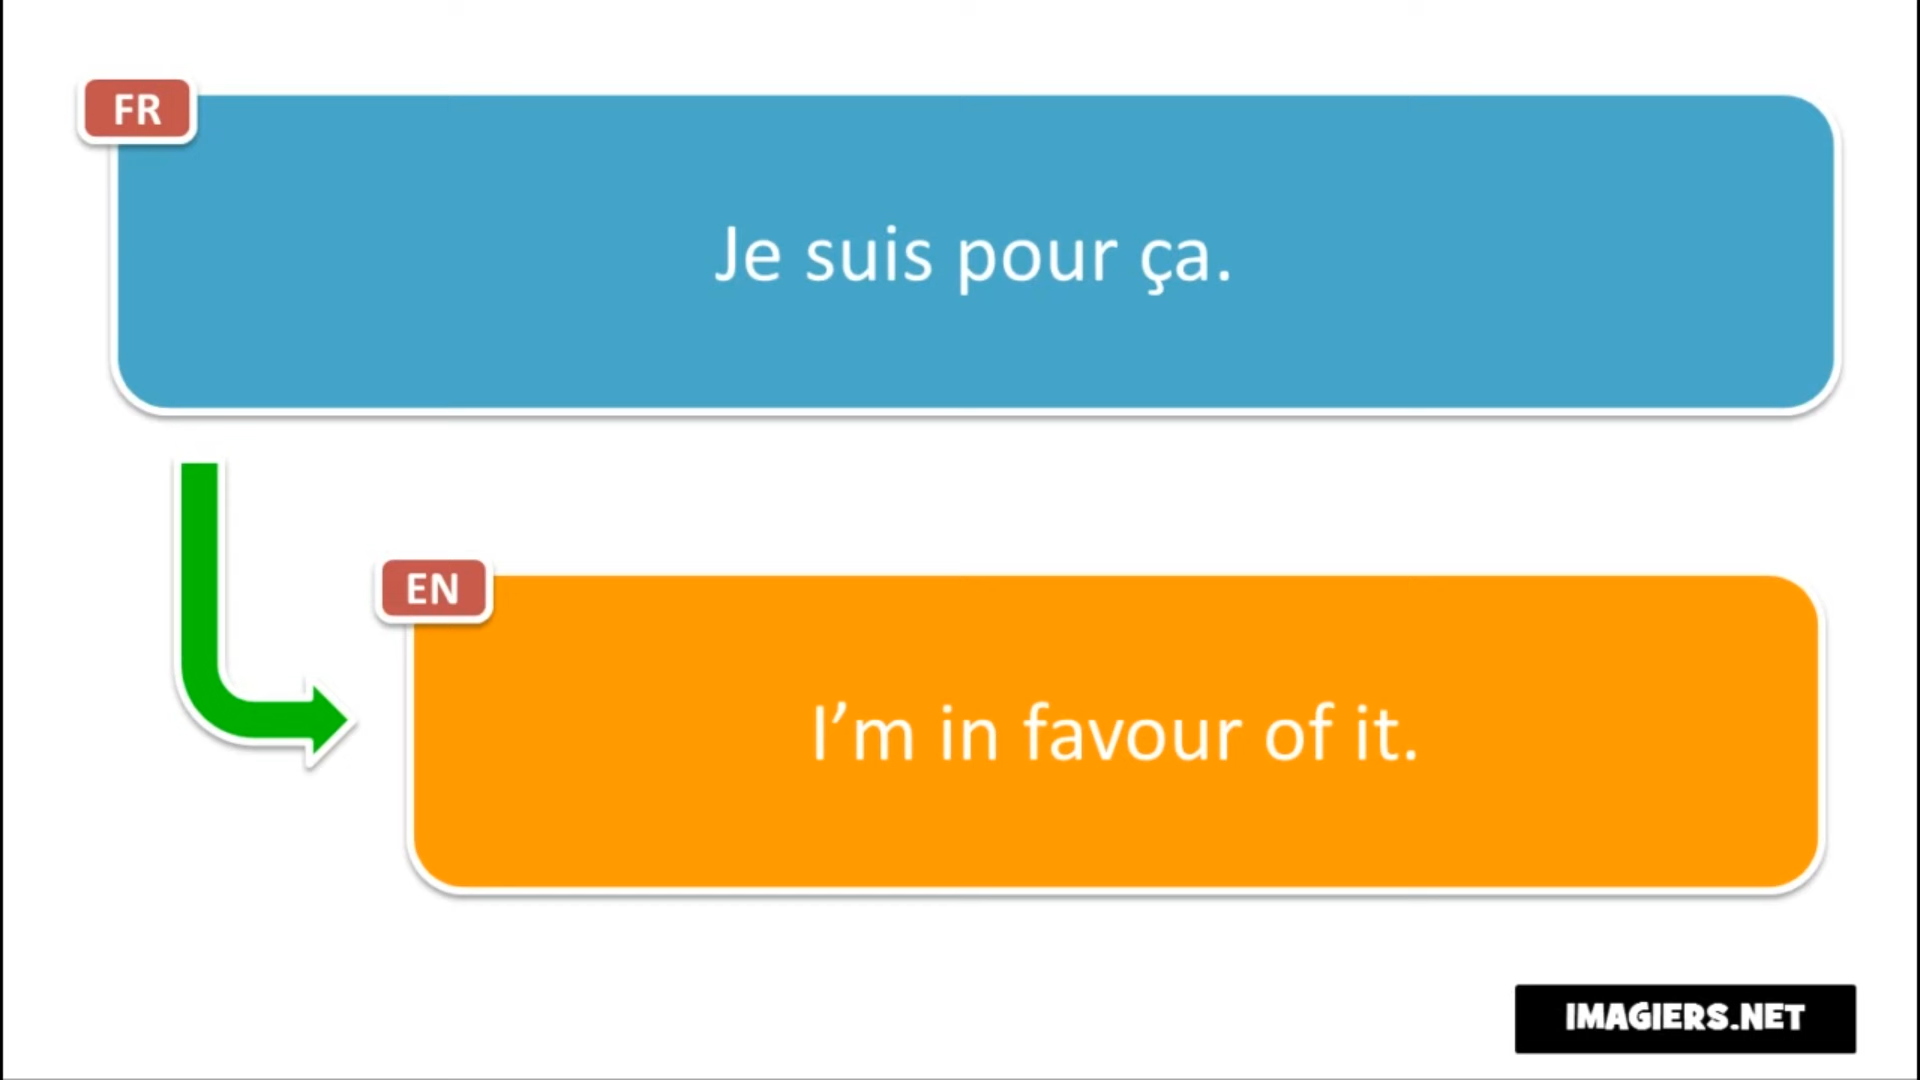 FR
Je suis pour ça.
EN
I’m in favour of it.
IMAGIERS.NET